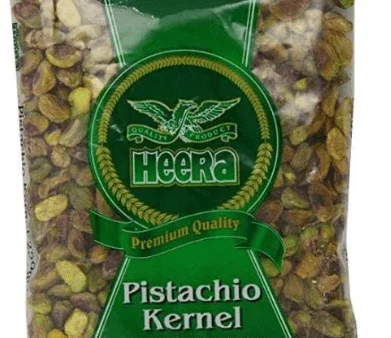 QUALITY PRODUCT
HEERA
Premium Quality
Pistachio
Kernel